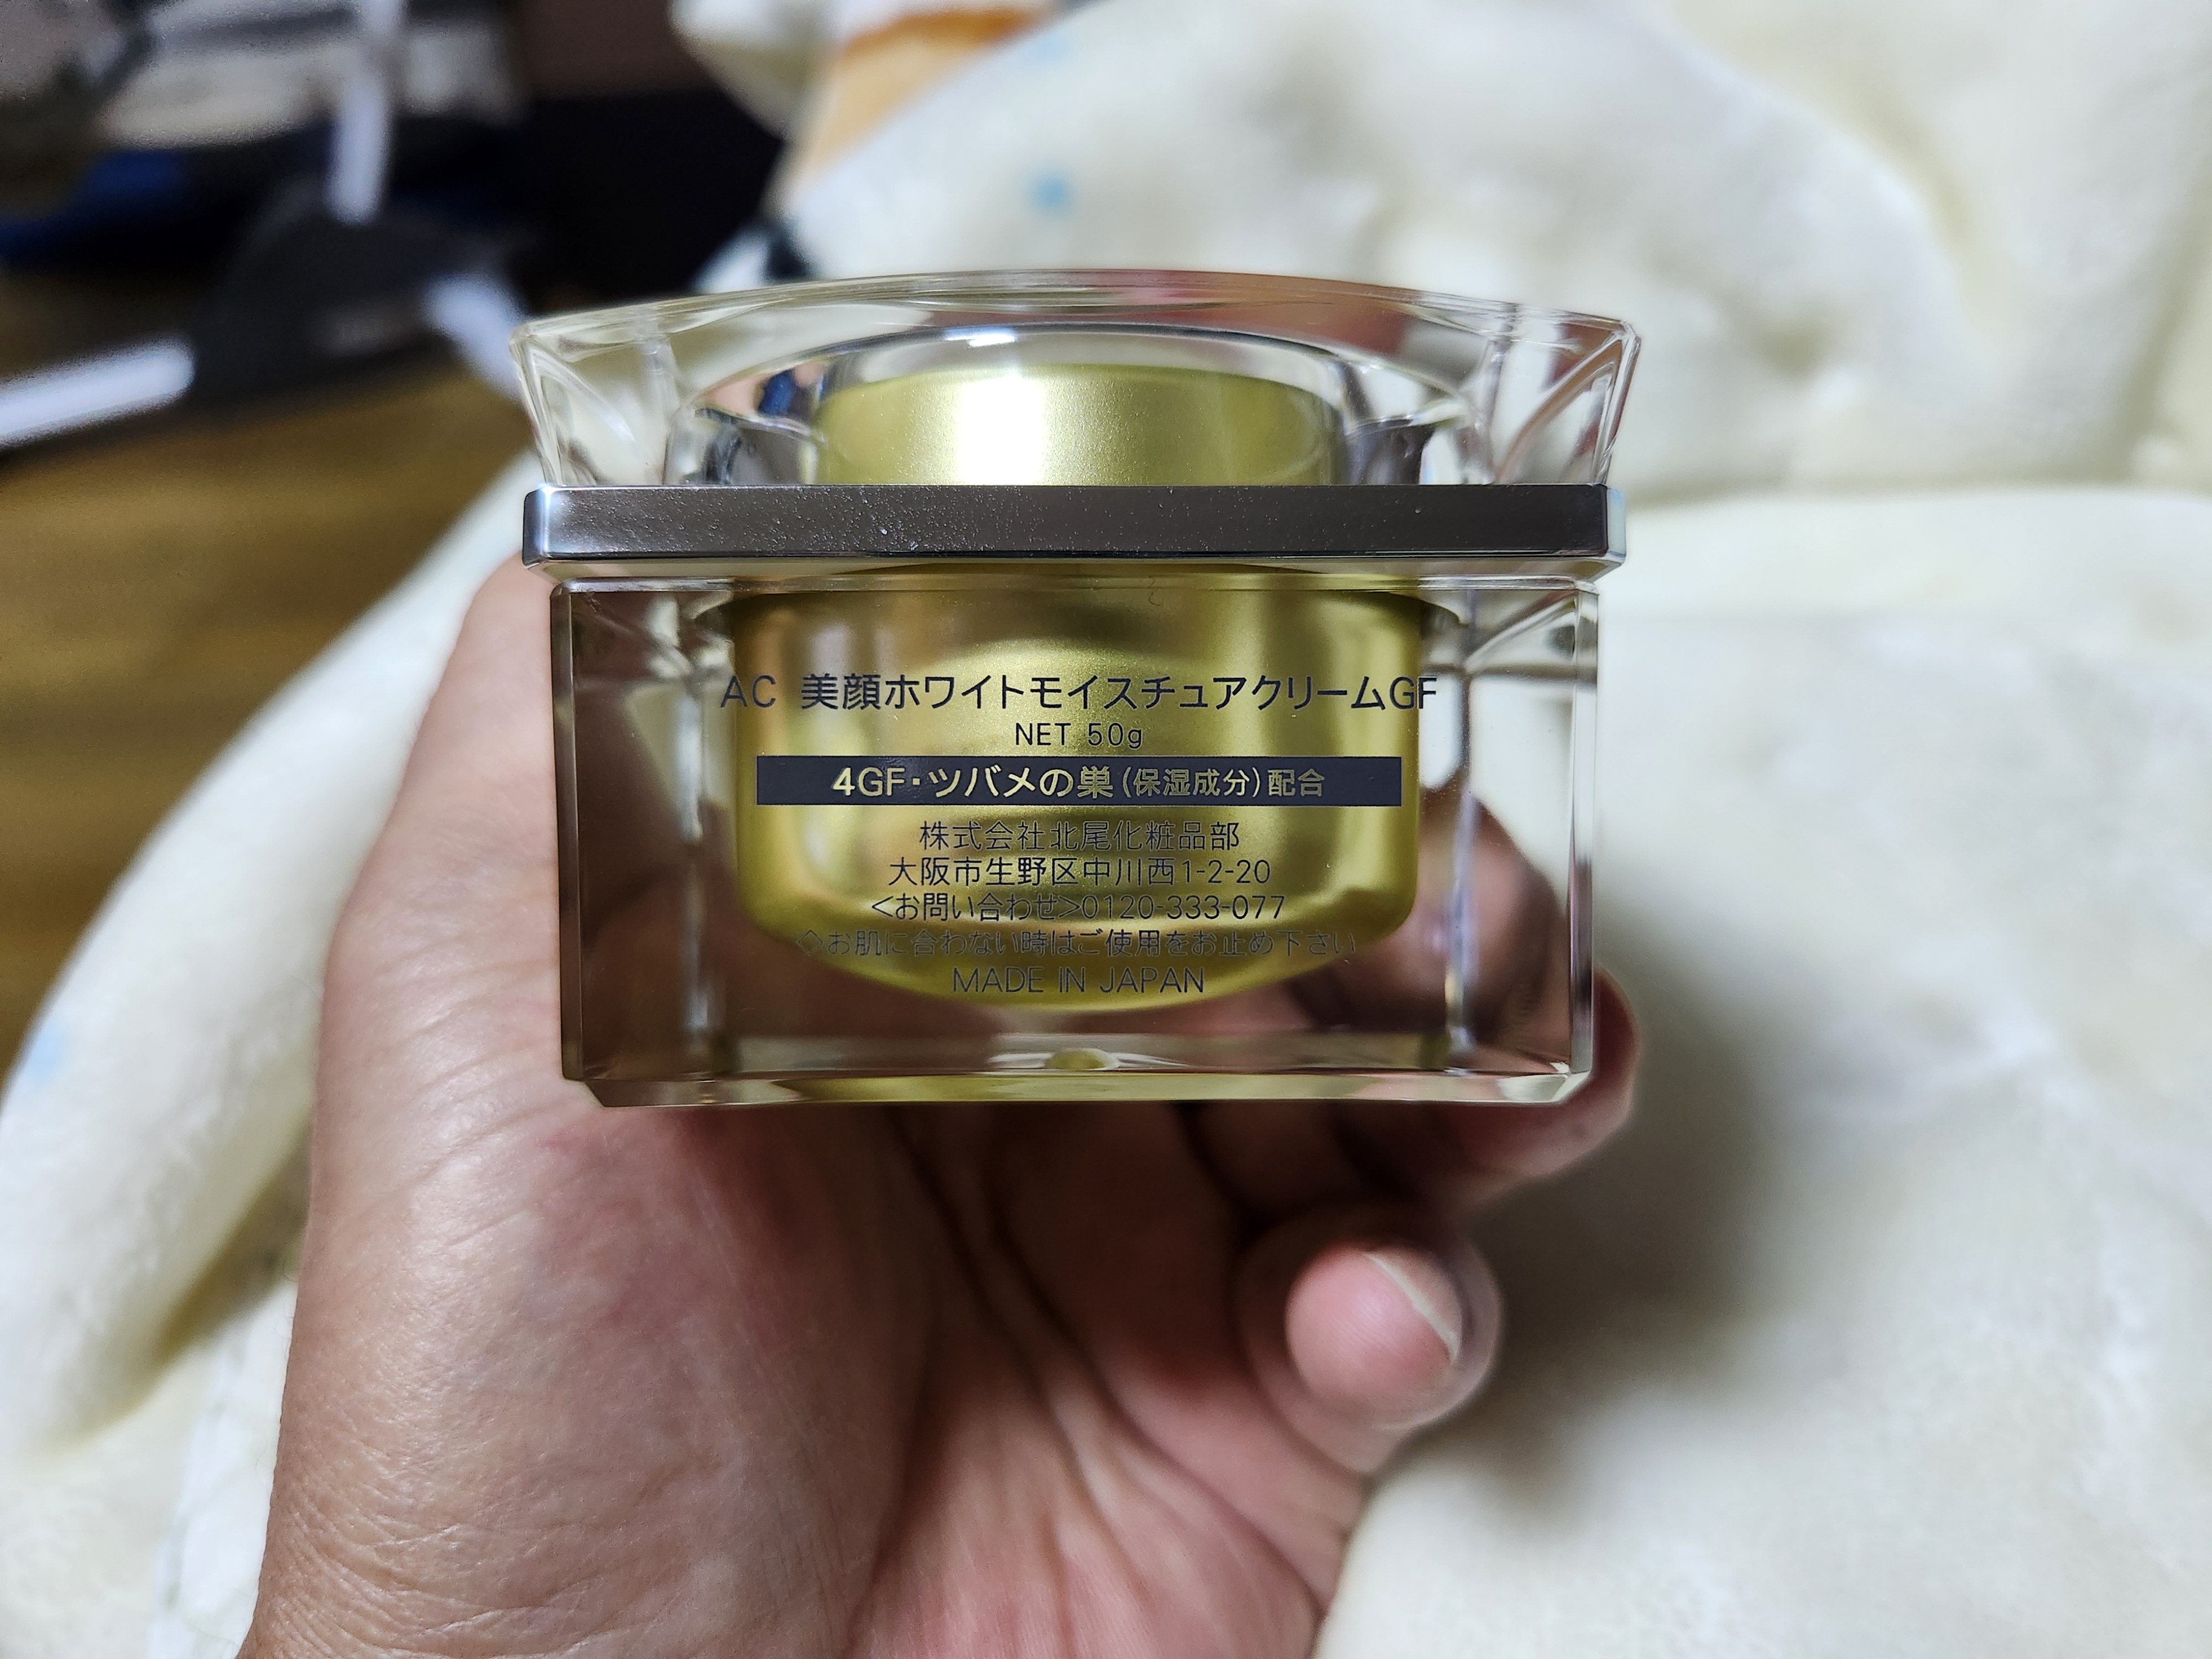 AC 美顔ホワイトモイスチュアクリームGF
NET 50g
4GF・ツバメの巣(保湿成分)配合
株式会社北尾化粧品部
大阪市生野区中川西1-2-20
<お問い合わせ>0120-333-077
◇お肌に合わない時はご使用をお止め下さい
MADE IN JAPAN